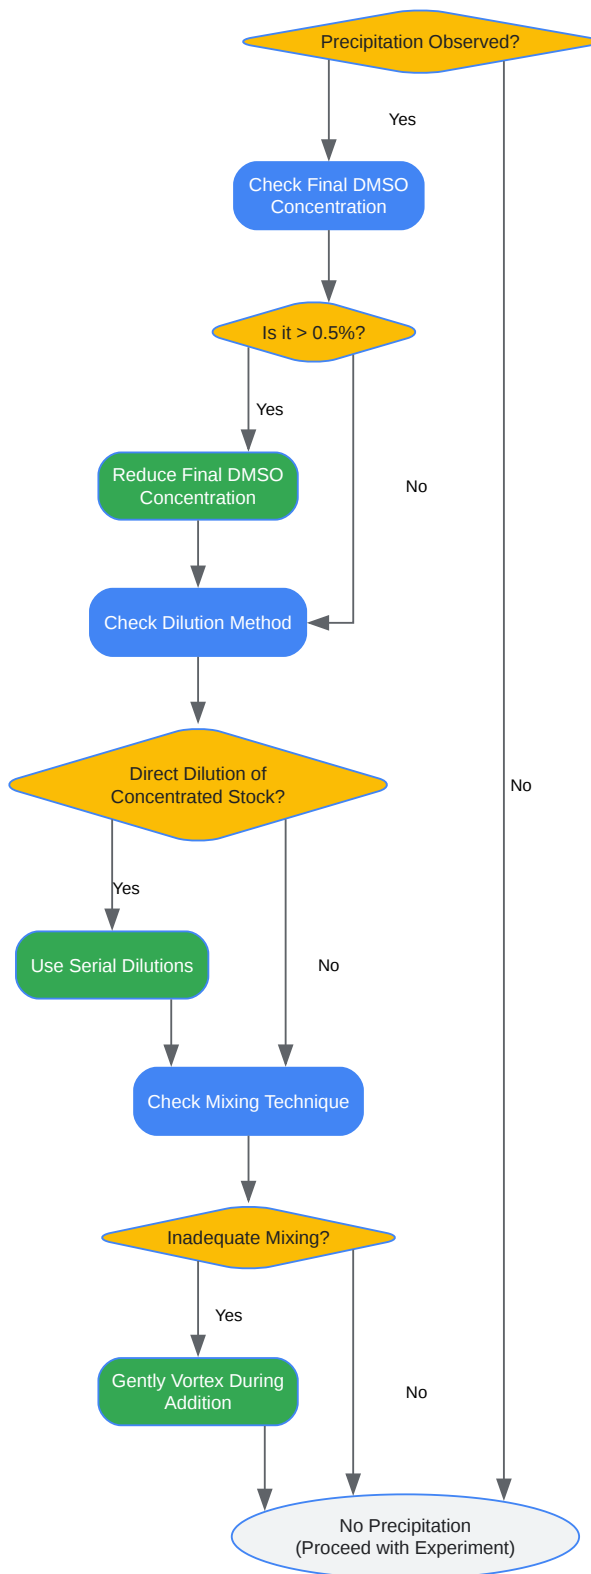 Precipitation Observed?
Yes
Check Final DMSO
Concentration
Is it > 0.5%?
Yes
Reduce Final DMSO
Concentration
No
Check Dilution Method
Direct Dilution of
Concentrated Stock?
No
Yes
Use Serial Dilutions
No
Check Mixing Technique
Inadequate Mixing?
Yes
Gently Vortex During
Addition
No
No Precipitation
(Proceed with Experiment)